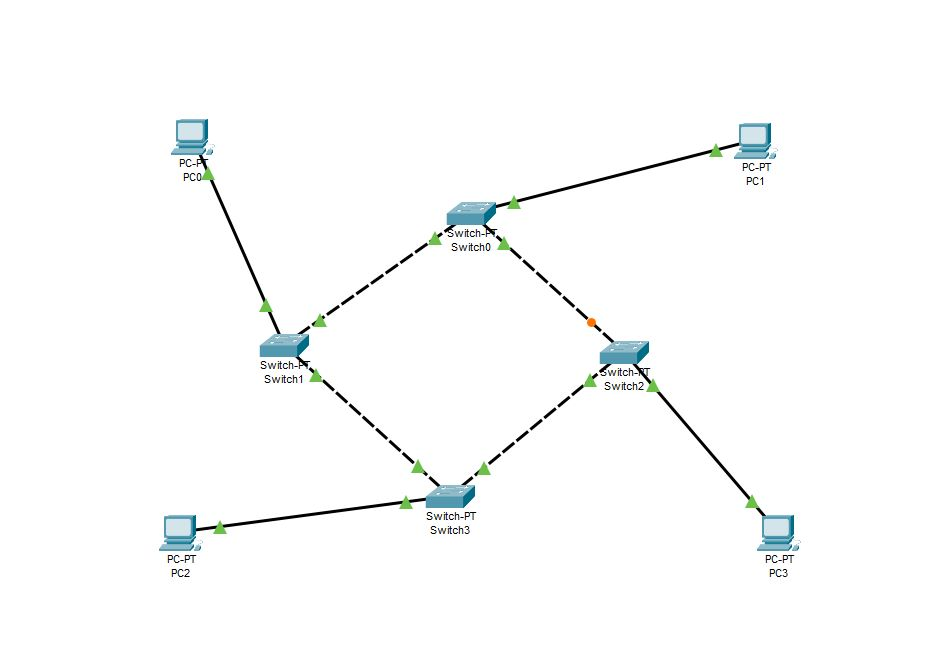 PC-PT
PC0
PC-PT
PC1
Switch-PT
Switch0
Switch-PT
Switch1
Switch-PT
Switch2
Switch-PT
Switch3
PC-PT
PC2
PC-PT
PC3